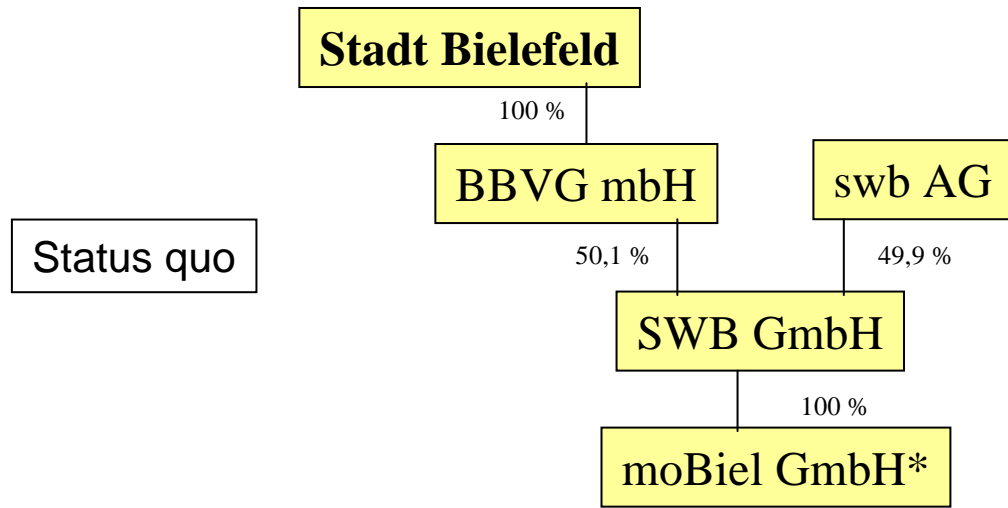 Stadt Bielefeld
100 %
BBVG mbH
swb AG
Status quo
50,1 %
49,9 %
SWB GmbH
100 %
moBiel GmbH*